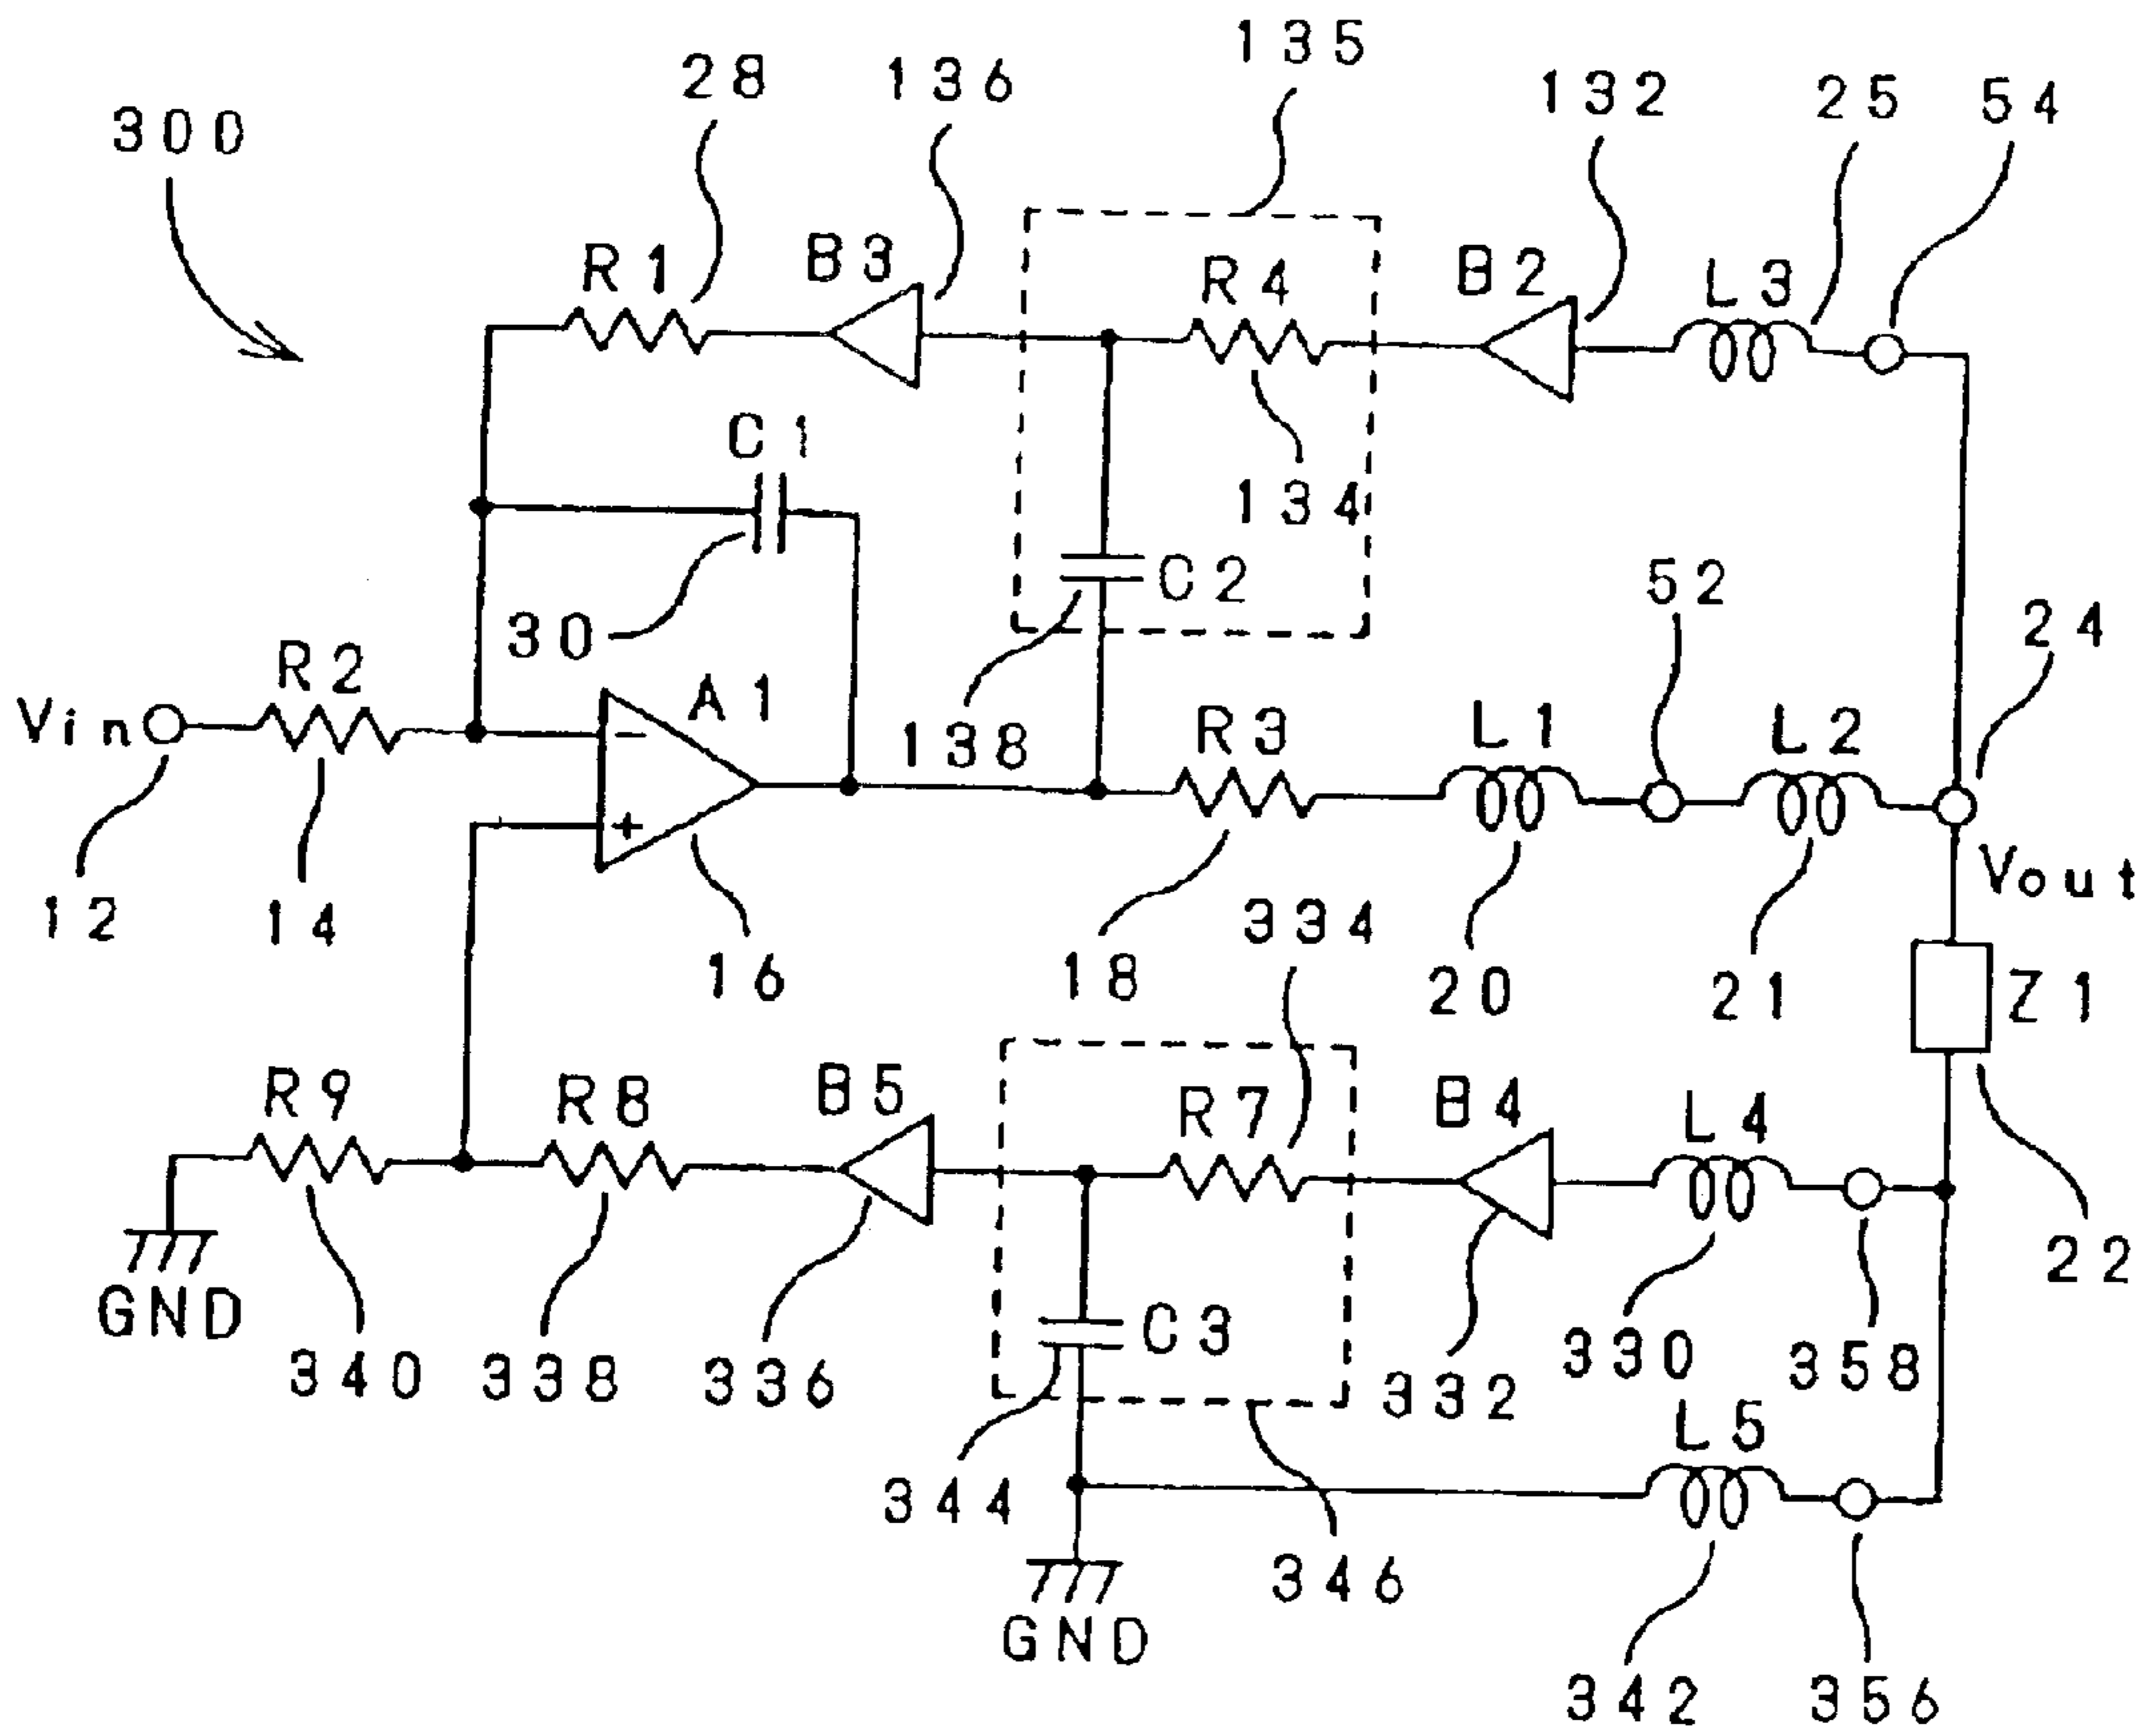 135
28 136 132 25 54
300
R1 B3 R4 B2 L3
C1
134
C2
52
30
24
R2
Vin
A1
138
R3 L1 L2
Vout
12 14 334
16 18 20 21 Z1
R9 R8 B5 R7 B4 L4
22
GND
C3
340 338 336 332 330 358
L5
344
346
GND
342 356